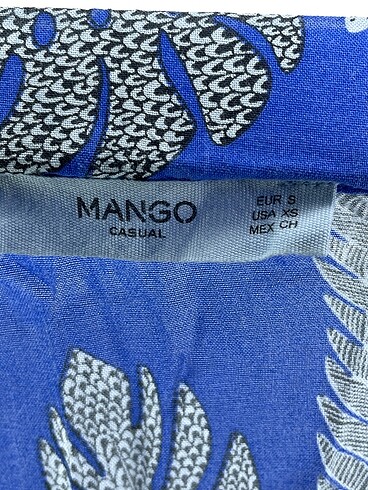 MANGO
CASUAL
EUR S
USA XS
MEX CH